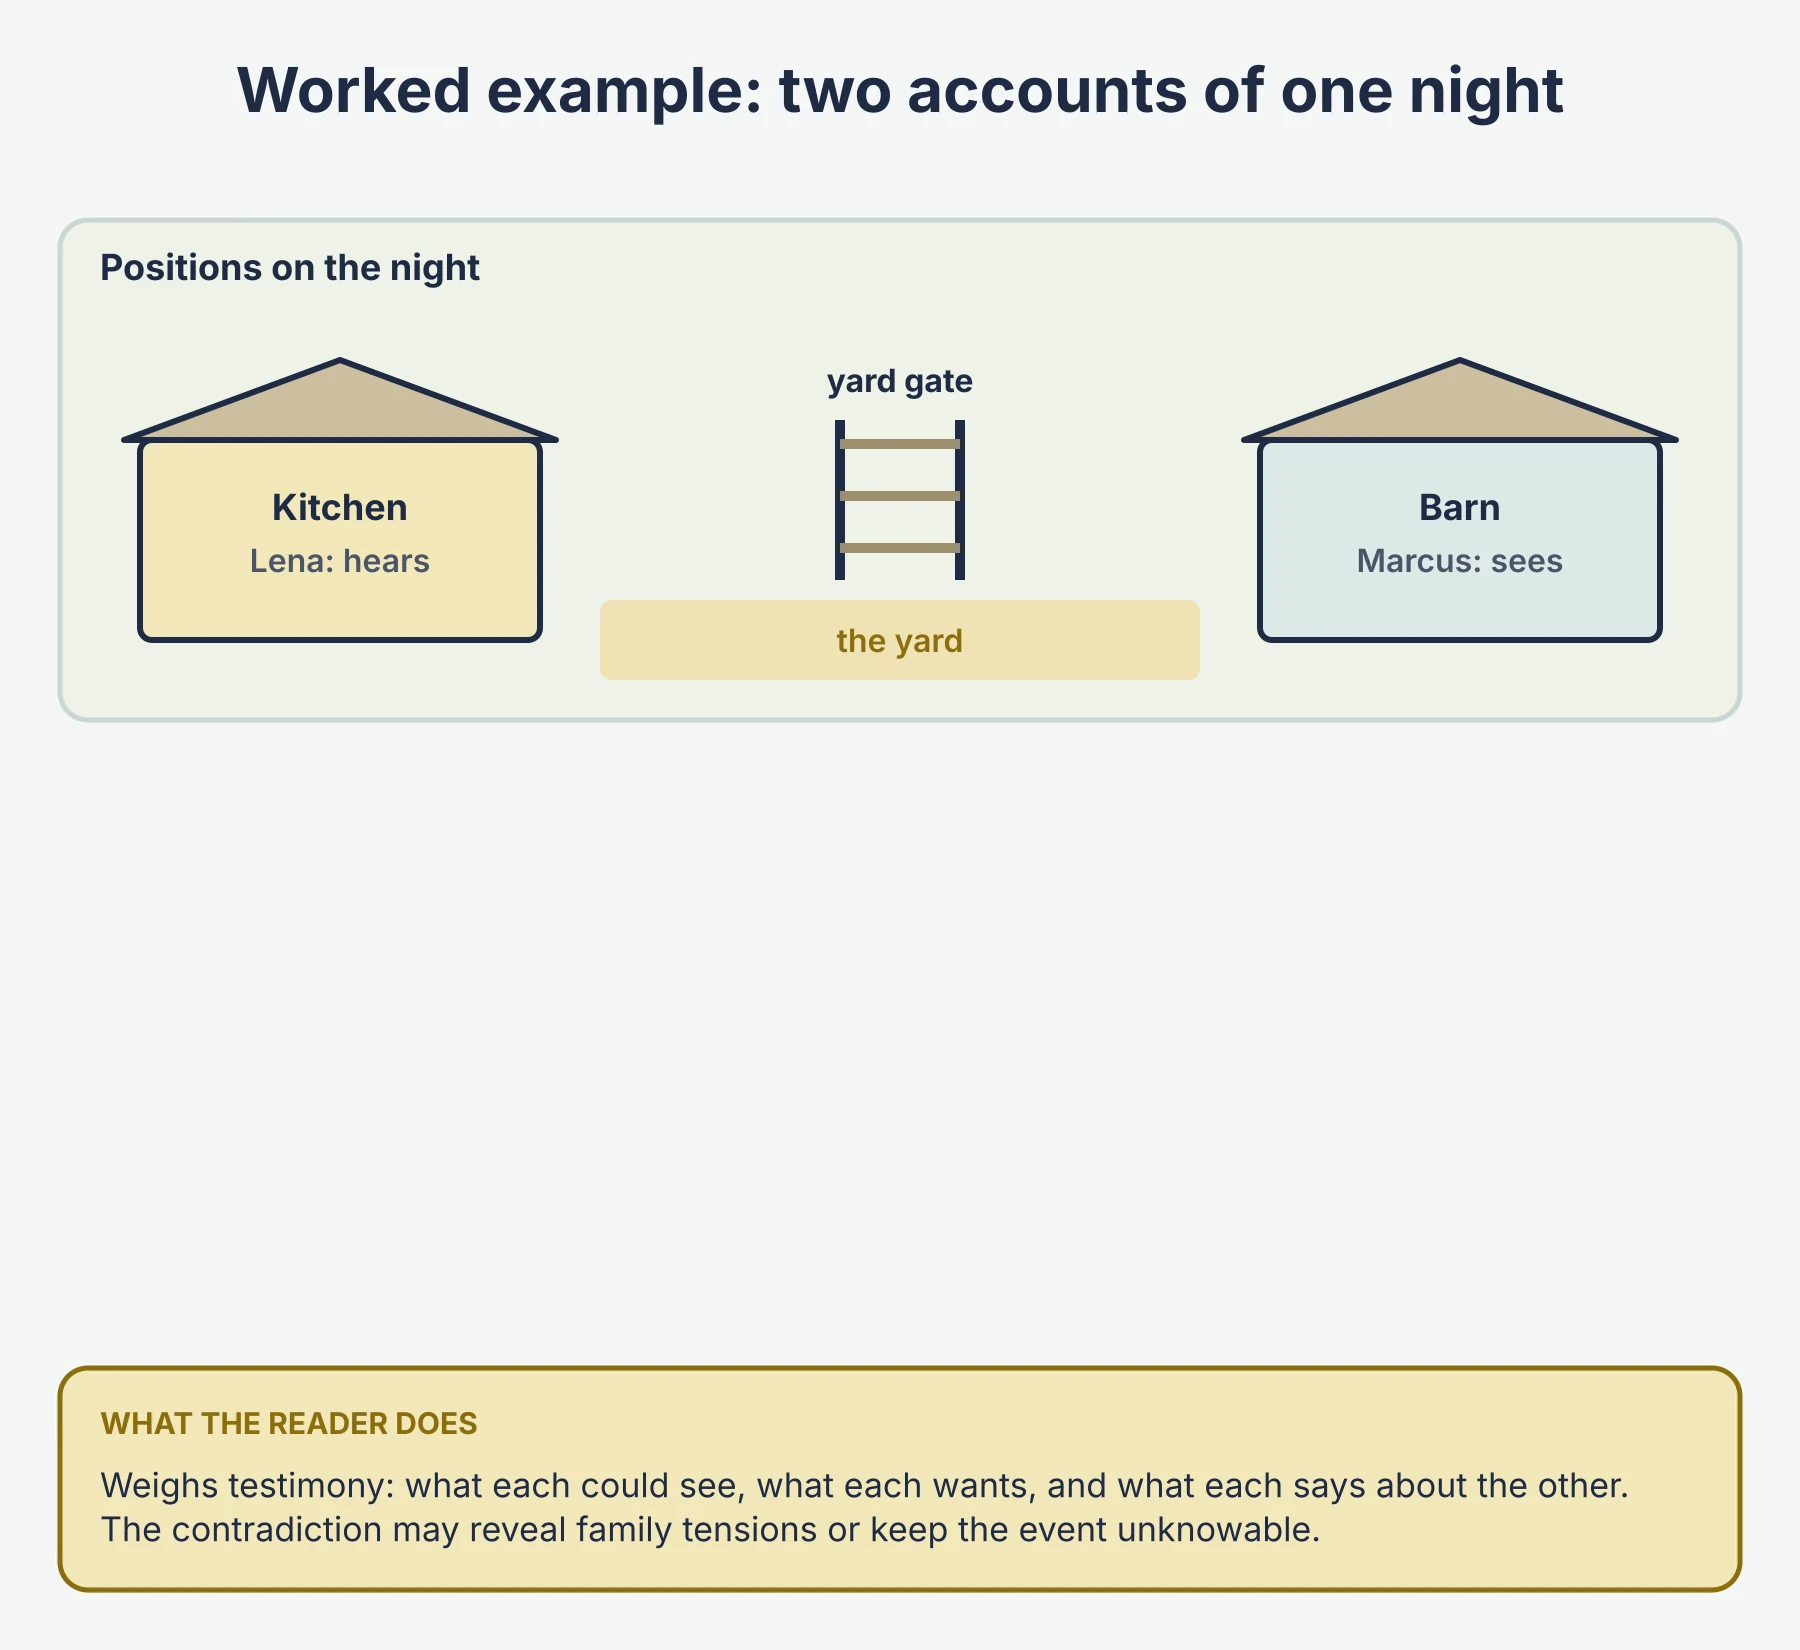 Worked example: two accounts of one night
Positions on the night
yard gate
Kitchen
Lena: hears
Barn
Marcus: sees
the yard
WHAT THE READER DOES
Weighs testimony: what each could see, what each wants, and what each says about the other.
The contradiction may reveal family tensions or keep the event unknowable.